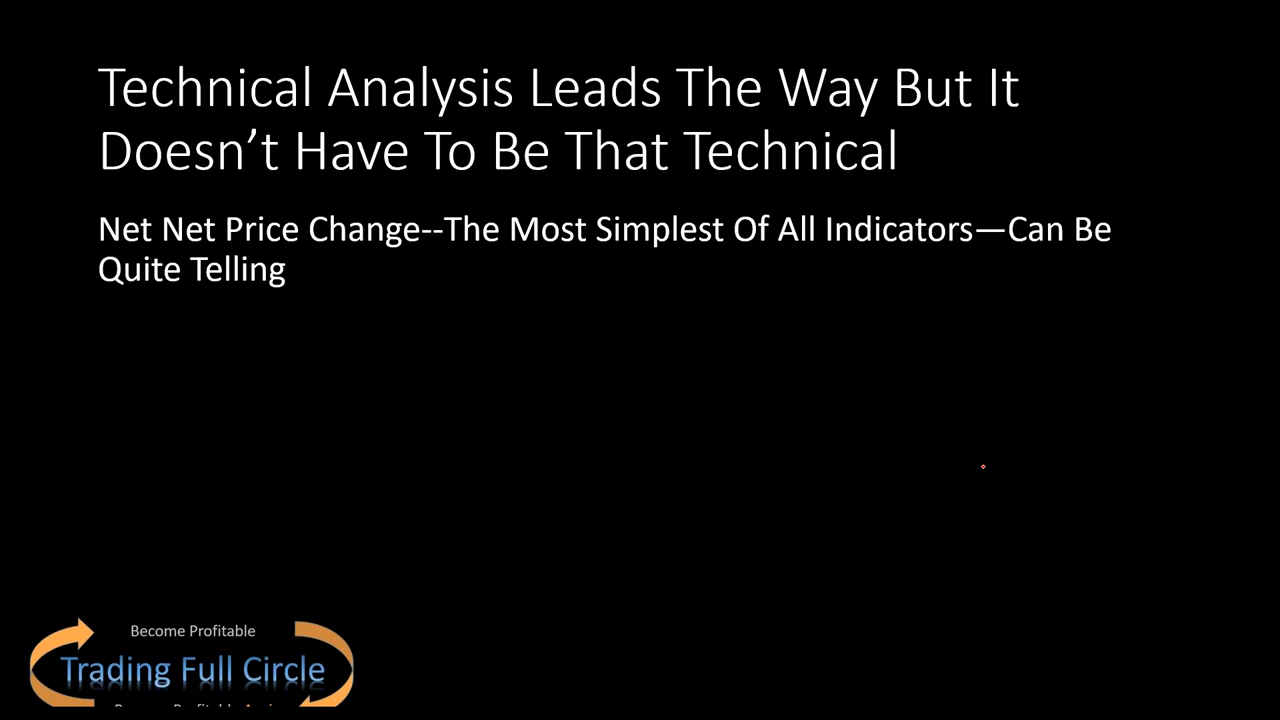 Technical Analysis Leads The Way But It
Doesn’t Have To Be That Technical
Net Net Price Change--The Most Simplest Of All Indicators—Can Be
Quite Telling
Become Profitable
Trading Full Circle